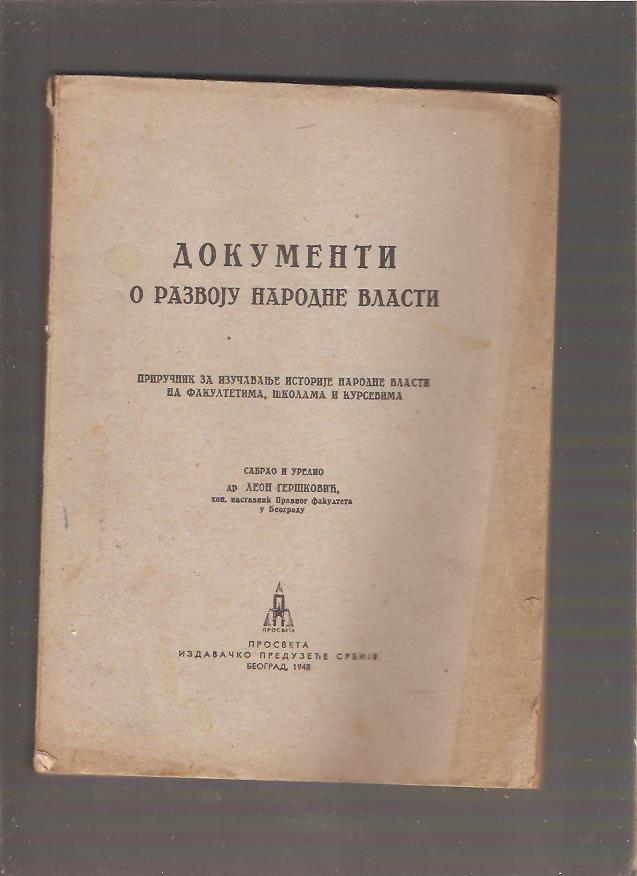 ДОКУМЕНТИ
О РАЗВОЈУ НАРОДНЕ ВЛАСТИ
ПРИРУЧНИК ЗА ИЗУЧАВАЊЕ ИСТОРИЈЕ НАРОДНЕ ВЛАСТИ
НА ФАКУЛТЕТИМА, ШКОЛАМА И КУРСЕВИМА
САБРАО И УРЕДИО
ДР ЛЕОН ГЕРШКОВИЋ,
хон. наставник Правног факултета
у Београду
ПРОСВЕТА
ПРОСВЕТА
ИЗДАВАЧКО ПРЕДУЗЕЋЕ СРБИЈЕ
БЕОГРАД, 1948